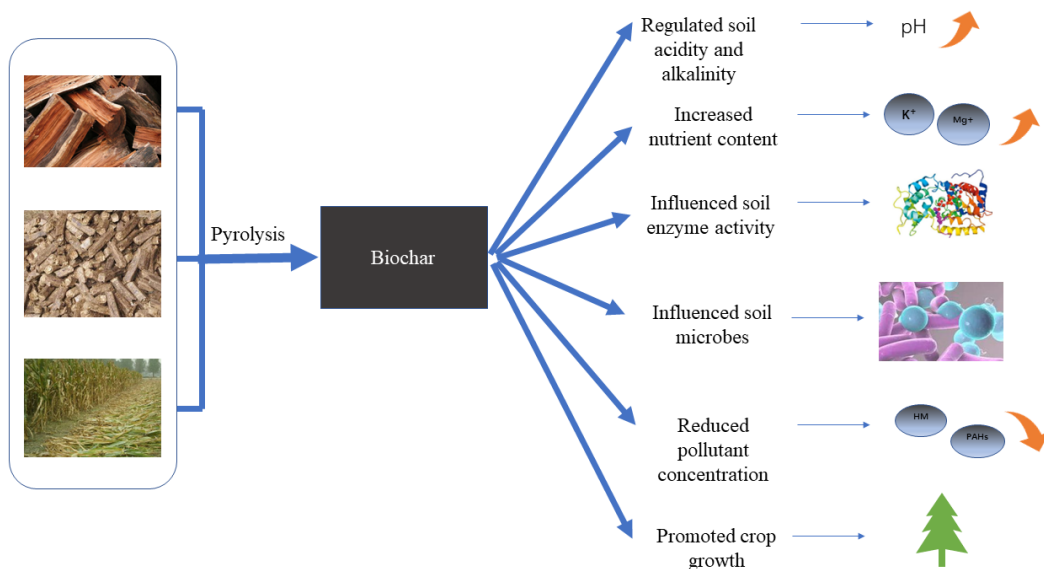 Pyrolysis
Biochar
Regulated soil
acidity and
alkalinity
pH
Increased
nutrient content
K⁺
Mg+
Influenced soil
enzyme activity
Influenced soil
microbes
Reduced
pollutant
concentration
HM
PAHs
Promoted crop
growth